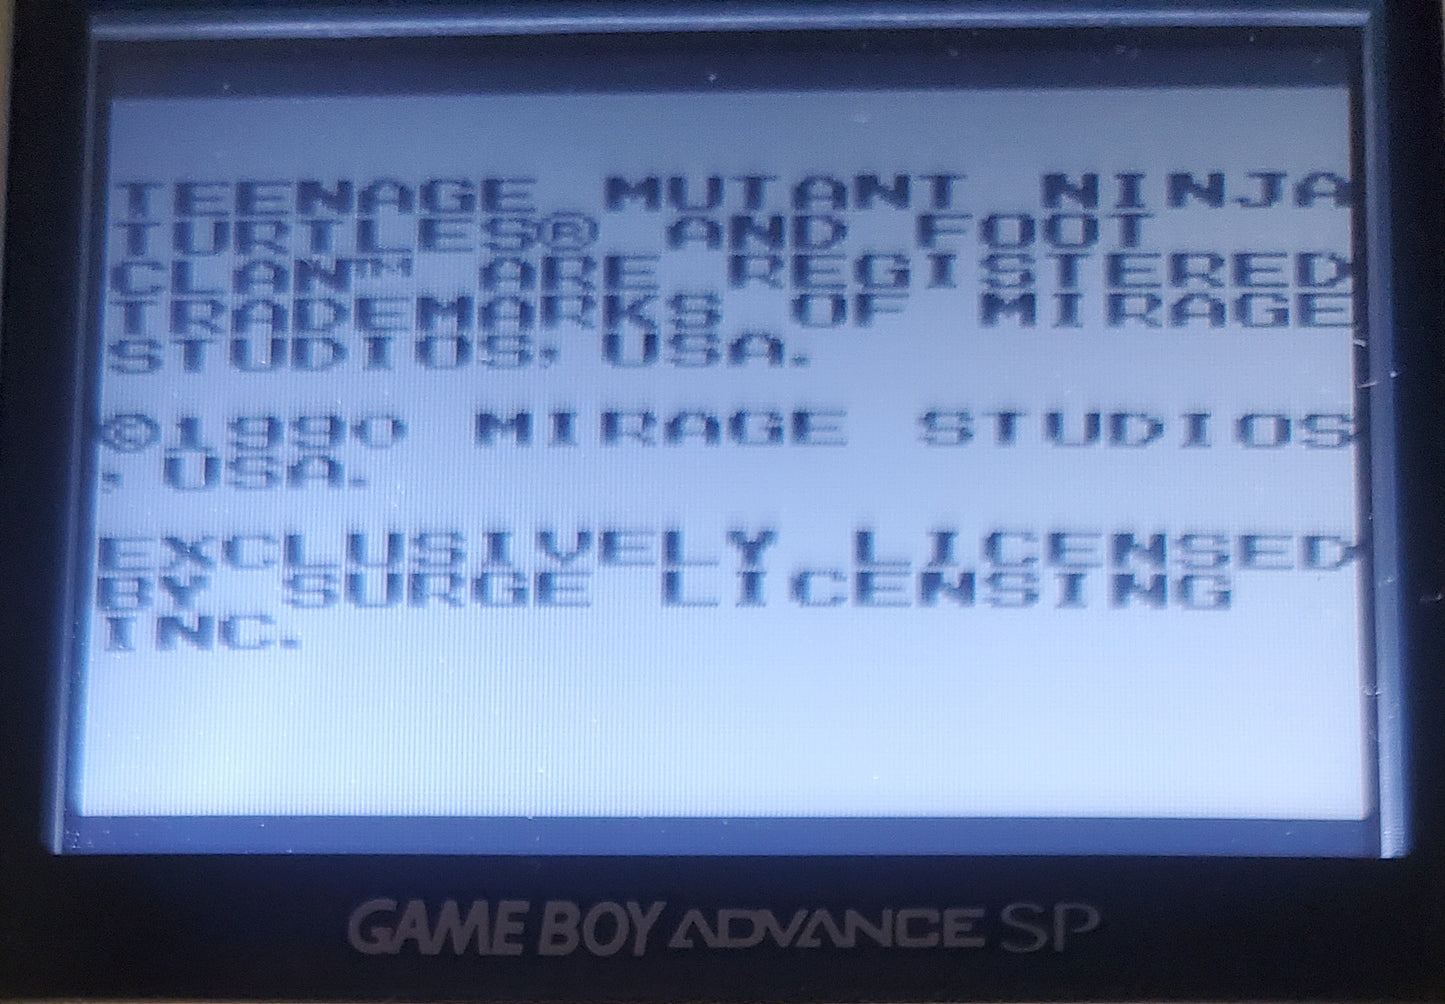 TEENAGE MUTANT NINJA
TURTLES® AND FOOT
CLAN™ ARE REGISTERED
TRADEMARKS OF MIRAGE
STUDIOS, USA.
©1990 MIRAGE STUDIOS
, USA.
EXCLUSIVELY LICENSED
BY SURGE LICENSING
INC.
GAME BOY ADVANCE SP